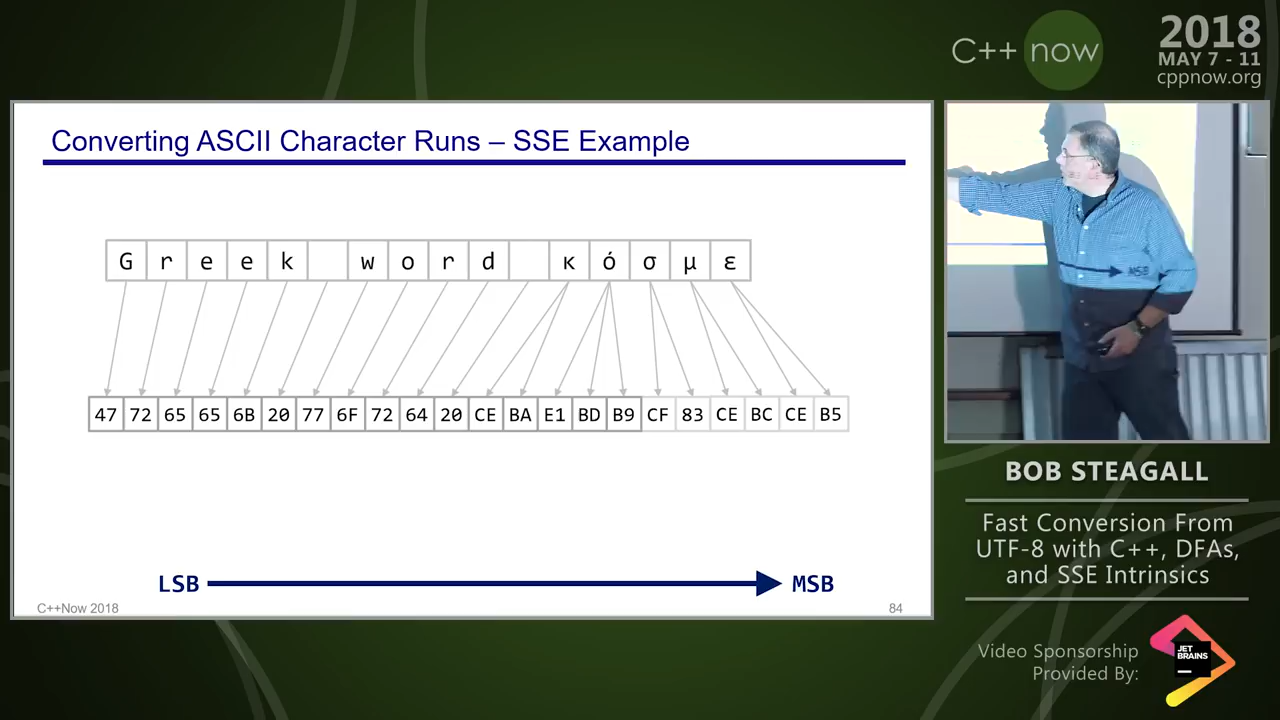 C++ now
2018
MAY 7 - 11
cppnow.org
Converting ASCII Character Runs – SSE Example
G r e e k w o r d κ ό σ μ ε
47 72 65 65 6B 20 77 6F 72 64 20 CE BA E1 BD B9 CF 83 CE BC CE B5
LSB MSB
C++Now 2018 84
MSB
BOB STEAGALL
Fast Conversion From
UTF-8 with C++, DFAs,
and SSE Intrinsics
Video Sponsorship
Provided By:
JET
BRAINS